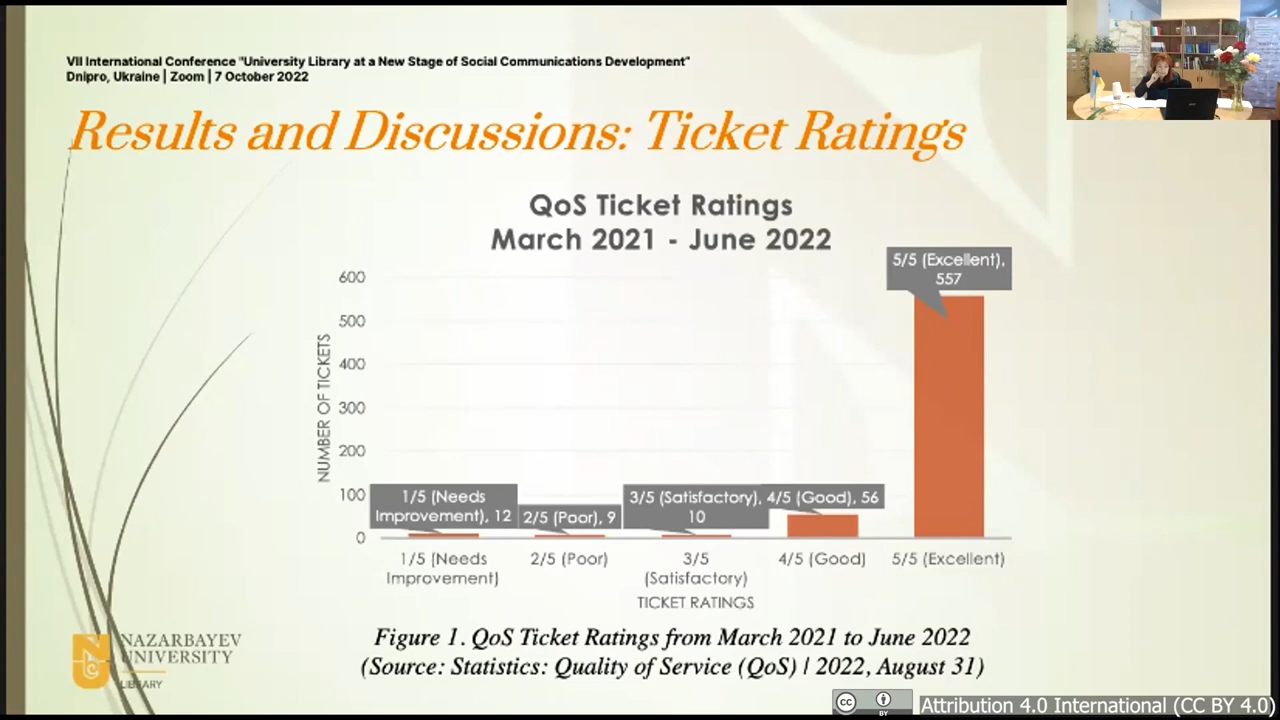 VII International Conference "University Library at a New Stage of Social Communications Development"
Dnipro, Ukraine | Zoom | 7 October 2022
Results and Discussions: Ticket Ratings
QoS Ticket Ratings
March 2021 - June 2022
5/5 (Excellent),
557
600
500
400
300
200
100
0
NUMBER OF TICKETS
1/5 (Needs
Improvement), 12
2/5 (Poor), 9
3/5 (Satisfactory),
10
4/5 (Good), 56
1/5 (Needs
Improvement)
2/5 (Poor)
3/5
(Satisfactory)
4/5 (Good)
5/5 (Excellent)
TICKET RATINGS
Figure 1. QoS Ticket Ratings from March 2021 to June 2022
(Source: Statistics: Quality of Service (QoS) | 2022, August 31)
NAZARBAYEV
UNIVERSITY
LIBRARY
cc
BY
Attribution 4.0 International (CC BY 4.0)